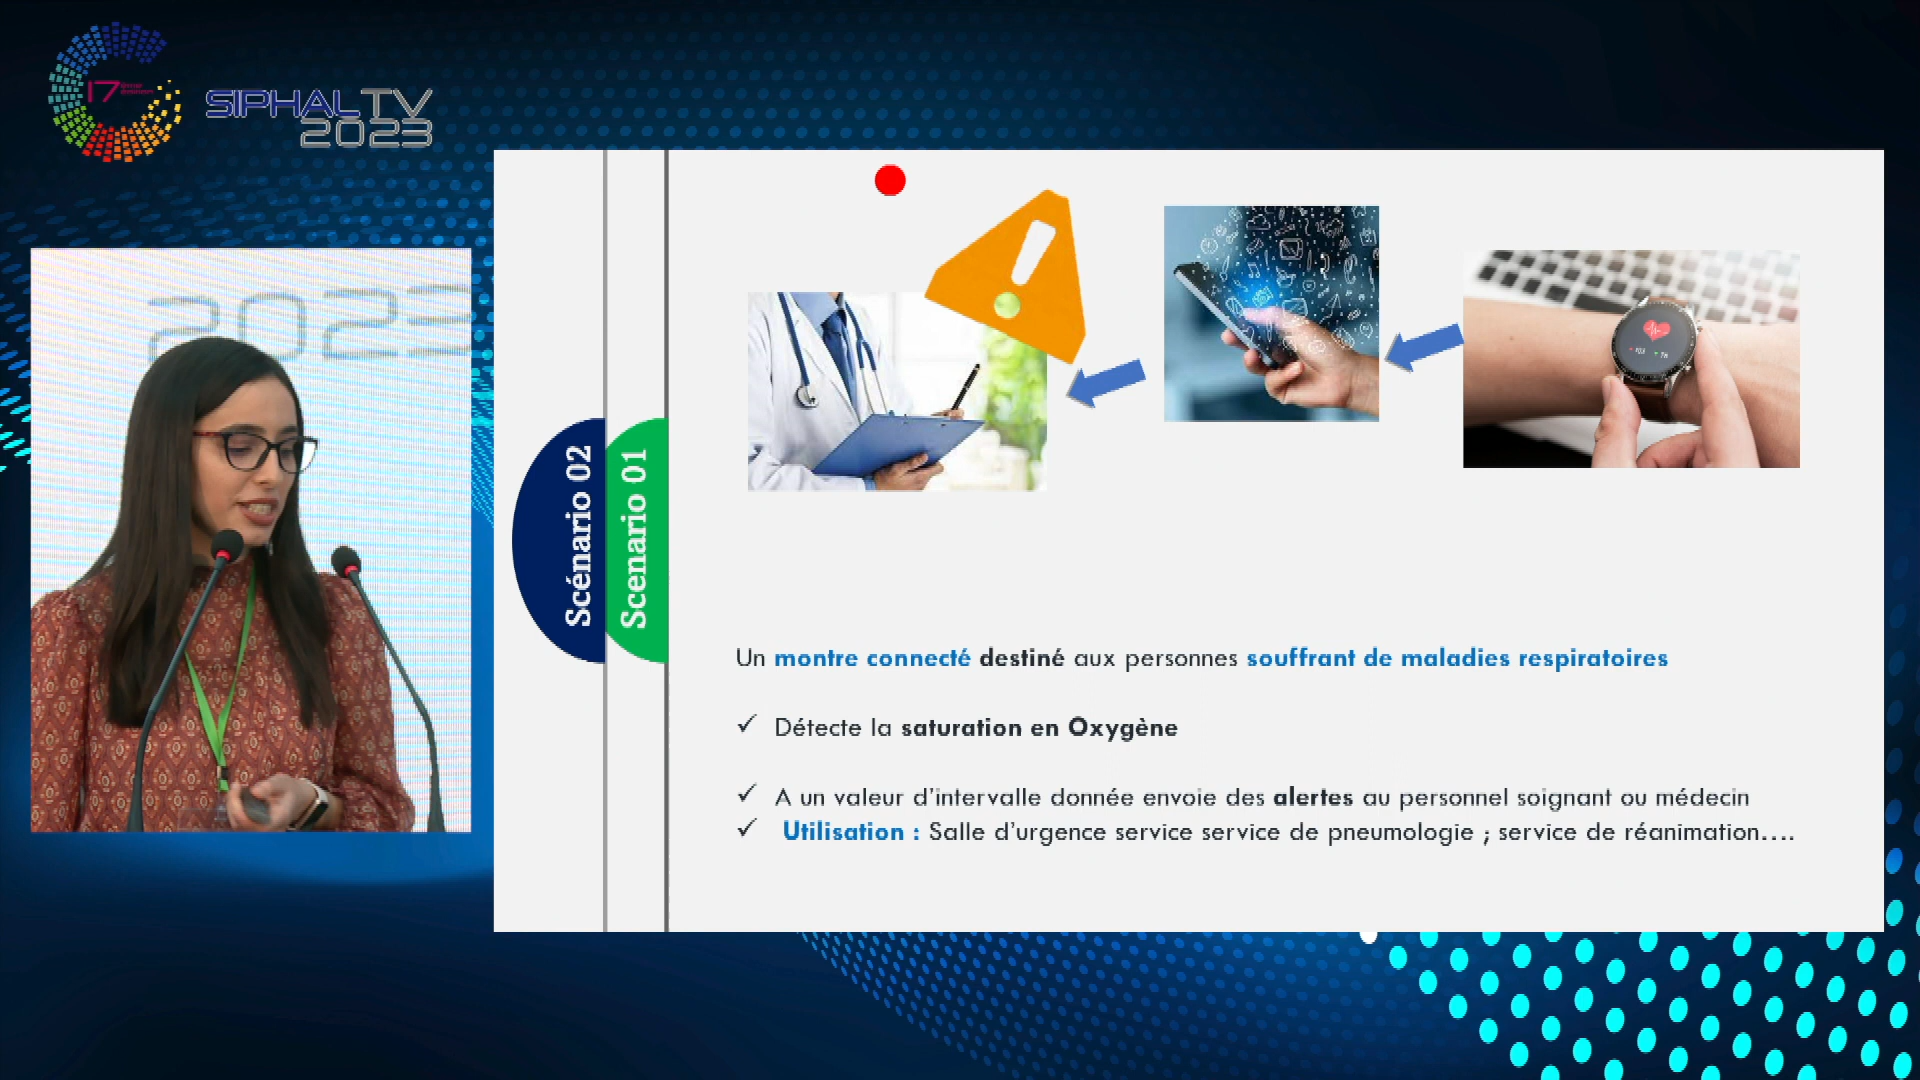 17
SIPHAL TV
2023
2023
Scénario 02
Scenario 01
Un montre connecté destiné aux personnes souffrant de maladies respiratoires
✓ Détecte la saturation en Oxygène
✓ A un valeur d’intervalle donnée envoie des alertes au personnel soignant ou médecin
✓ Utilisation : Salle d’urgence service service de pneumologie ; service de réanimation....